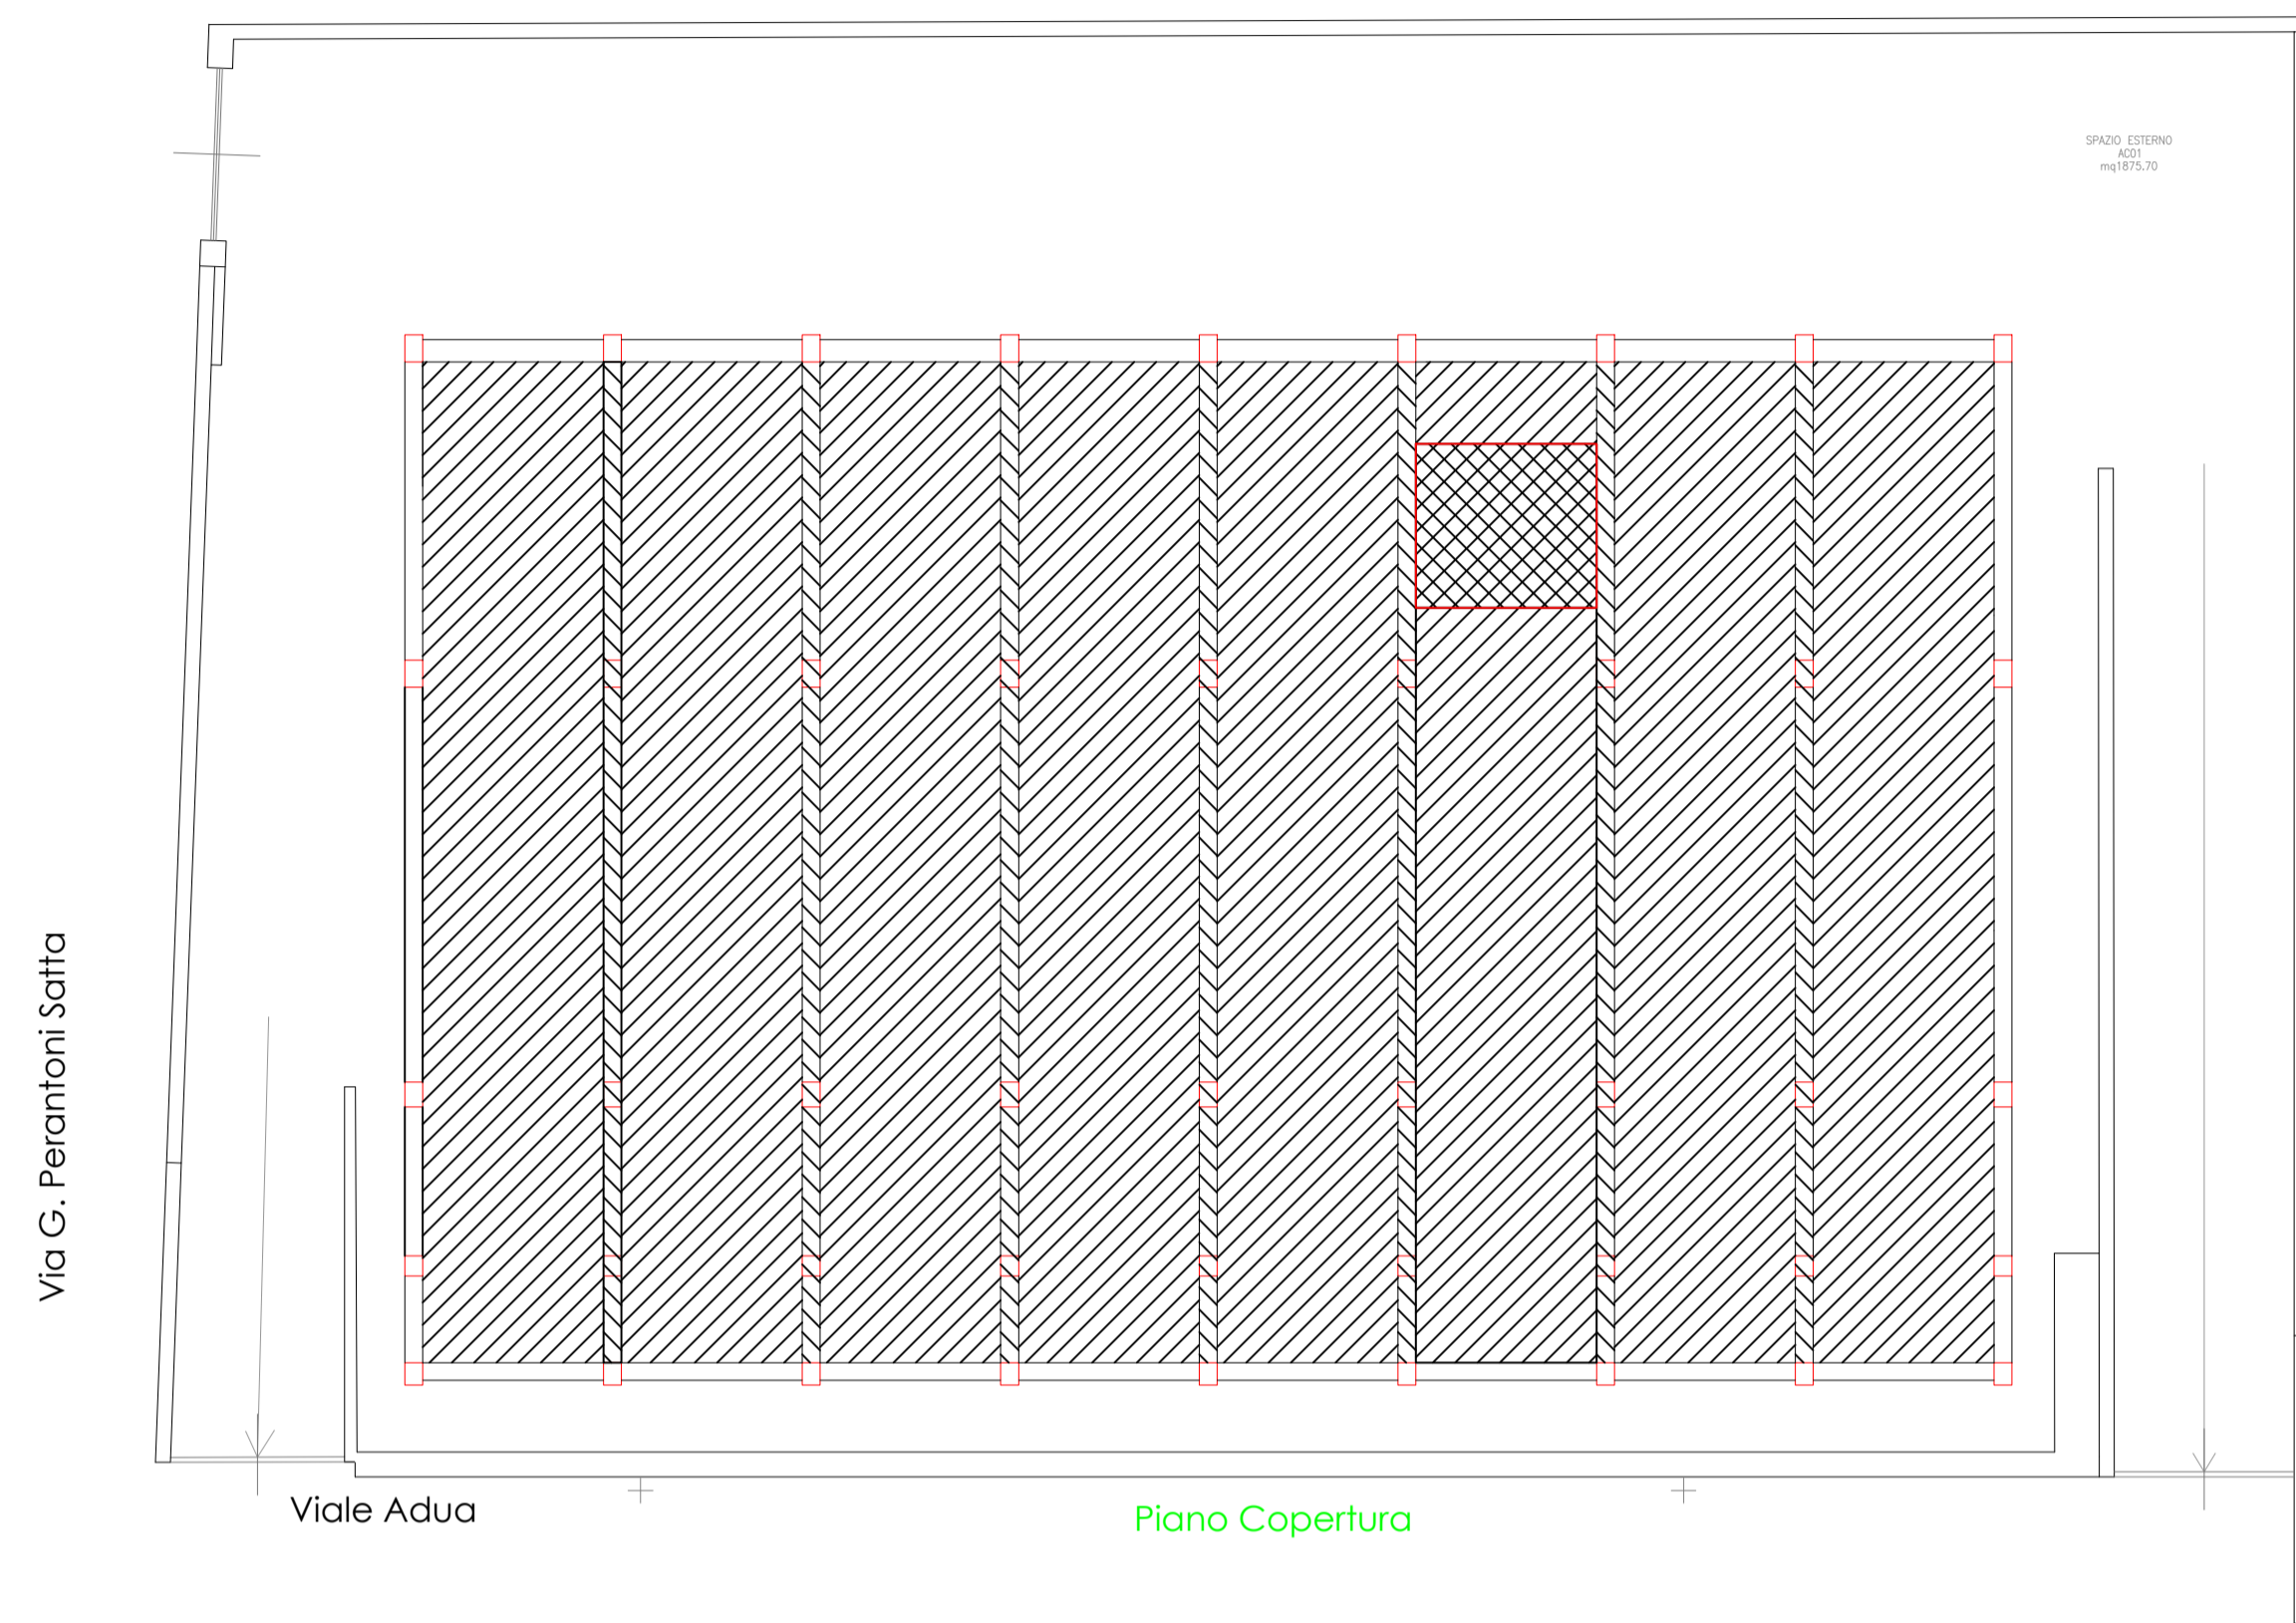 SPAZIO ESTERNO
AC01
mq1875.70
Via G. Perantoni Satta
Viale Adua
Piano Copertura